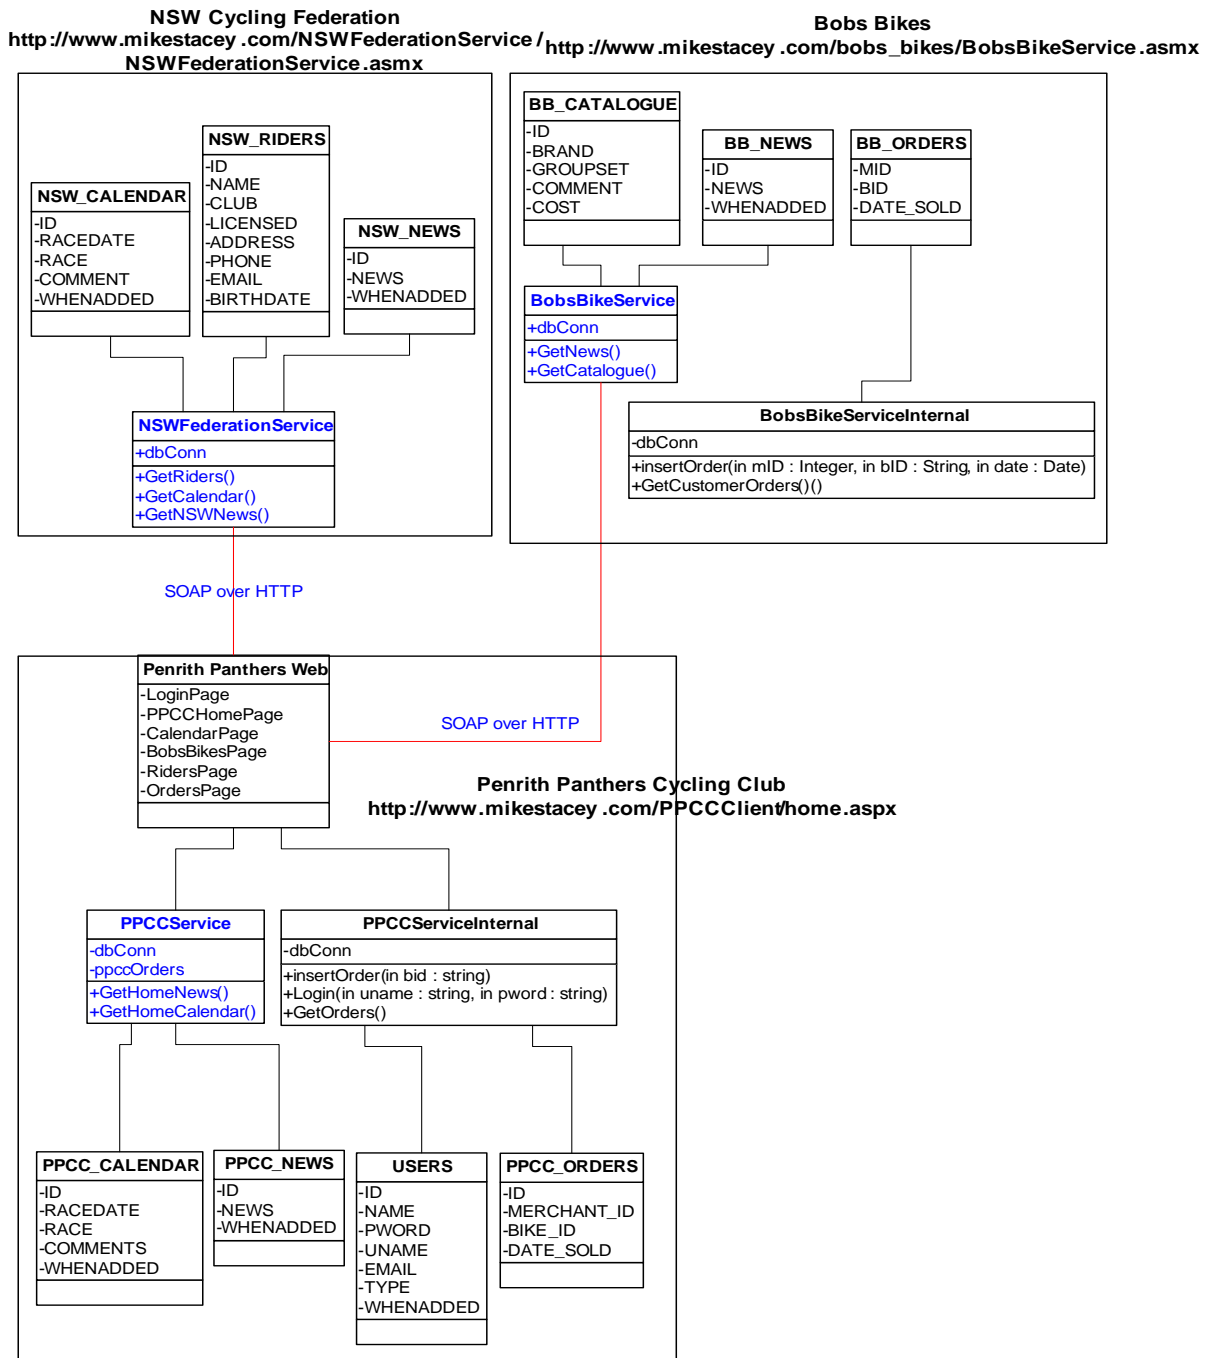 NSW Cycling Federation
http://www.mikestacey.com/NSWFederationService/
NSWFederationService.asmx
Bobs Bikes
http://www.mikestacey.com/bobs_bikes/BobsBikeService.asmx
NSW_CALENDAR
-ID
-RACEDATE
-RACE
-COMMENT
-WHENADDED
NSW_RIDERS
-ID
-NAME
-CLUB
-LICENSED
-ADDRESS
-PHONE
-EMAIL
-BIRTHDATE
NSW_NEWS
-ID
-NEWS
-WHENADDED
NSWFederationService
+dbConn
+GetRiders()
+GetCalendar()
+GetNSWNews()
BB_CATALOGUE
-ID
-BRAND
-GROUPSET
-COMMENT
-COST
BB_NEWS
-ID
-NEWS
-WHENADDED
BB_ORDERS
-MID
-BID
-DATE_SOLD
BobsBikeService
+dbConn
+GetNews()
+GetCatalogue()
BobsBikeServiceInternal
-dbConn
+insertOrder(in mID : Integer, in bID : String, in date : Date)
+GetCustomerOrders()()
SOAP over HTTP
Penrith Panthers Web
-LoginPage
-PPCCHomePage
-CalendarPage
-BobsBikesPage
-RidersPage
-OrdersPage
SOAP over HTTP
Penrith Panthers Cycling Club
http://www.mikestacey.com/PPCCClient/home.aspx
PPCCService
-dbConn
-ppccOrders
+GetHomeNews()
+GetHomeCalendar()
PPCCServiceInternal
-dbConn
+insertOrder(in bid : string)
+Login(in uname : string, in pword : string)
+GetOrders()
PPCC_CALENDAR
-ID
-RACEDATE
-RACE
-COMMENTS
-WHENADDED
PPCC_NEWS
-ID
-NEWS
-WHENADDED
USERS
-ID
-NAME
-PWORD
-UNAME
-EMAIL
-TYPE
-WHENADDED
PPCC_ORDERS
-ID
-MERCHANT_ID
-BIKE_ID
-DATE_SOLD